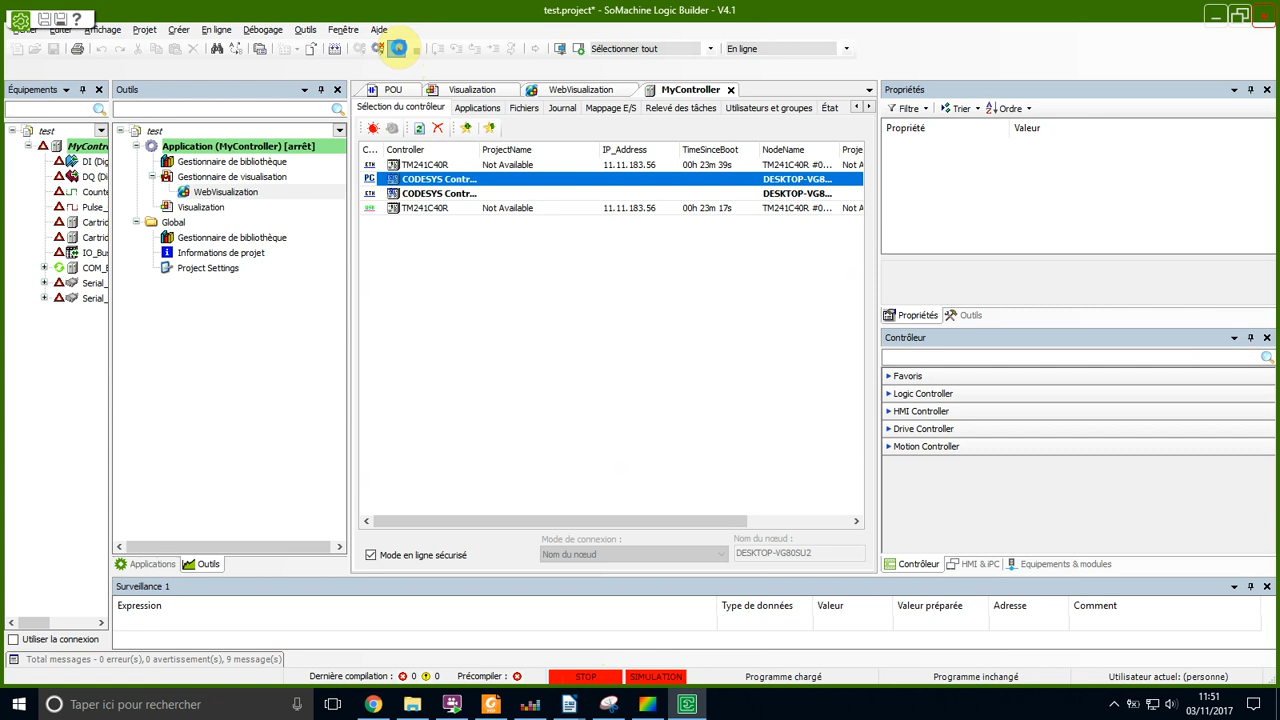 test.project* - SoMachine Logic Builder - V4.1
Affichage Projet Créer En ligne Débogage Outils Fenêtre Aide
Sélectionner tout En ligne
Équipements Outils POU Visualization WebVisualization MyController Propriétés
Sélection du contrôleur Applications Fichiers Journal Mappage E/S Relevé des tâches Utilisateurs et groupes État
Filtre Trier Ordre
Propriété Valeur
test
MyContr
DI (Dig
DQ (Dig
Counte
Pulse_
Cartrid
Cartrid
IO_Bus
COM_E
Serial_
Serial_
test
Application (MyController) [arrêt]
Gestionnaire de bibliothèque
Gestionnaire de visualisation
WebVisualization
Visualization
Global
Gestionnaire de bibliothèque
Informations de projet
Project Settings
C... Controller ProjectName IP_Address TimeSinceBoot NodeName Proje
ETH TM241C40R Not Available 11.11.183.56 00h 23m 39s TM241C40R #0... Not A
PC CODESYS Contr... DESKTOP-VG8...
ETH CODESYS Contr... DESKTOP-VG8...
USB TM241C40R Not Available 11.11.183.56 00h 23m 17s TM241C40R #0... Not A
Propriétés Outils
Contrôleur
Favoris
Logic Controller
HMI Controller
Drive Controller
Motion Controller
Mode en ligne sécurisé
Mode de connexion :
Nom du nœud
Nom du nœud :
DESKTOP-VG80SU2
Applications Outils
Contrôleur HMI & iPC Equipements & modules
Surveillance 1
Expression Type de données Valeur Valeur préparée Adresse Comment
Utiliser la connexion
Total messages - 0 erreur(s), 0 avertissement(s), 9 message(s)
Dernière compilation : 0 0 Précompiler : STOP SIMULATION Programme chargé Programme inchangé Utilisateur actuel: (personne)
Taper ici pour rechercher
11:51
03/11/2017